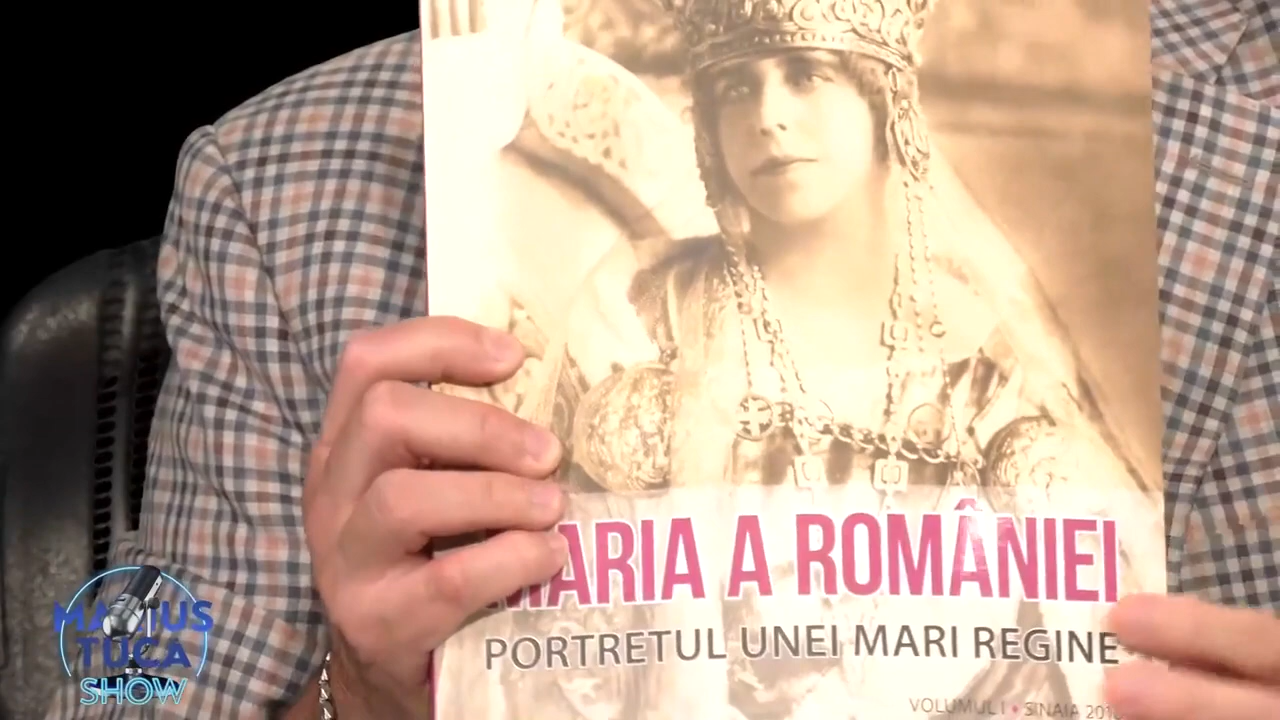 MARIA A ROMÂNIEI
PORTRETUL UNEI MARI REGINE
VOLUMUL I • SINAIA
MARIUS
TUCA
SHOW